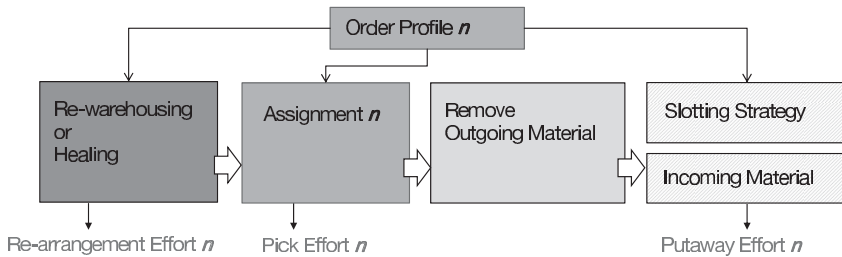 Order Profile n
Re-warehousing
or
Healing
Assignment n
Remove
Outgoing Material
Slotting Strategy
Incoming Material
Re-arrangement Effort n
Pick Effort n
Putaway Effort n